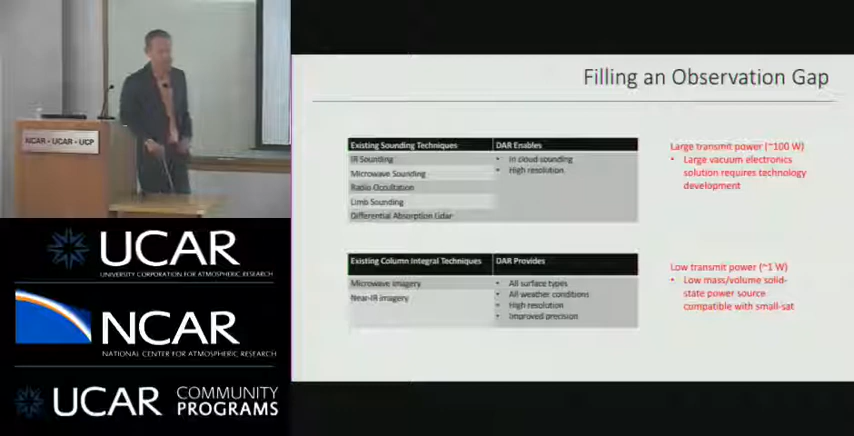 NCAR - UCAR - UCP
UCAR
UNIVERSITY CORPORATION FOR ATMOSPHERIC RESEARCH
NCAR
NATIONAL CENTER FOR ATMOSPHERIC RESEARCH
UCAR COMMUNITY
PROGRAMS
Filling an Observation Gap
Existing Sounding Techniques DAR Enables
IR Sounding • In cloud sounding
Microwave Sounding • High resolution
Radio Occultation
Limb Sounding
Differential Absorption Lidar
Large transmit power (~100 W)
• Large vacuum electronics
solution requires technology
development
Existing Column Integral Techniques DAR Provides
Microwave imagery • All surface types
Near-IR imagery • All weather conditions
• High resolution
• Improved precision
Low transmit power (~1 W)
• Low mass/volume solid-
state power source
compatible with small-sat